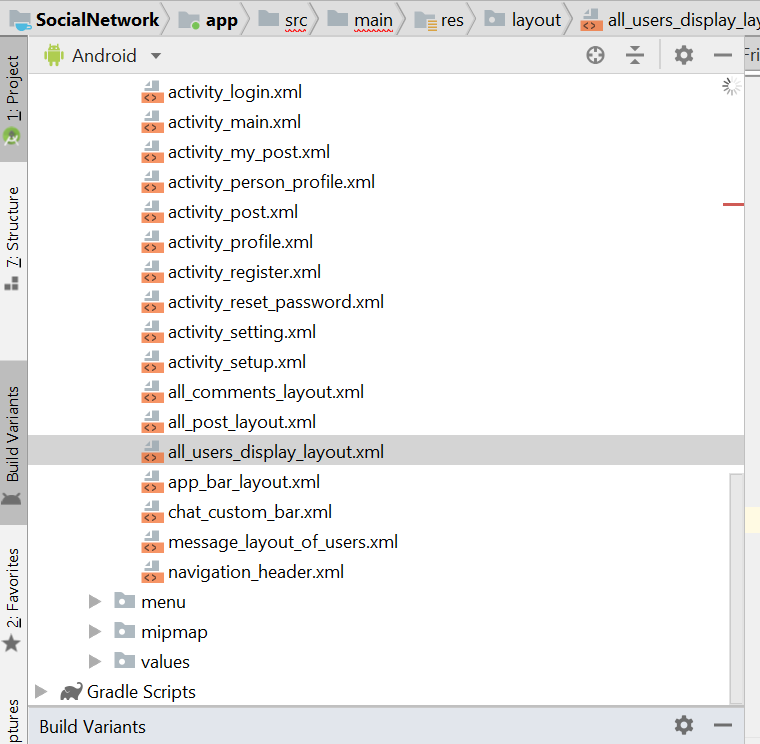 SocialNetwork app src main res layout all_users_display_lay
Android
Fri
1: Project
activity_login.xml
activity_main.xml
activity_my_post.xml
activity_person_profile.xml
activity_post.xml
7: Structure
activity_profile.xml
activity_register.xml
activity_reset_password.xml
activity_setting.xml
activity_setup.xml
Build Variants
all_comments_layout.xml
all_post_layout.xml
all_users_display_layout.xml
app_bar_layout.xml
chat_custom_bar.xml
message_layout_of_users.xml
navigation_header.xml
2: Favorites
menu
mipmap
values
Gradle Scripts
ptures
Build Variants